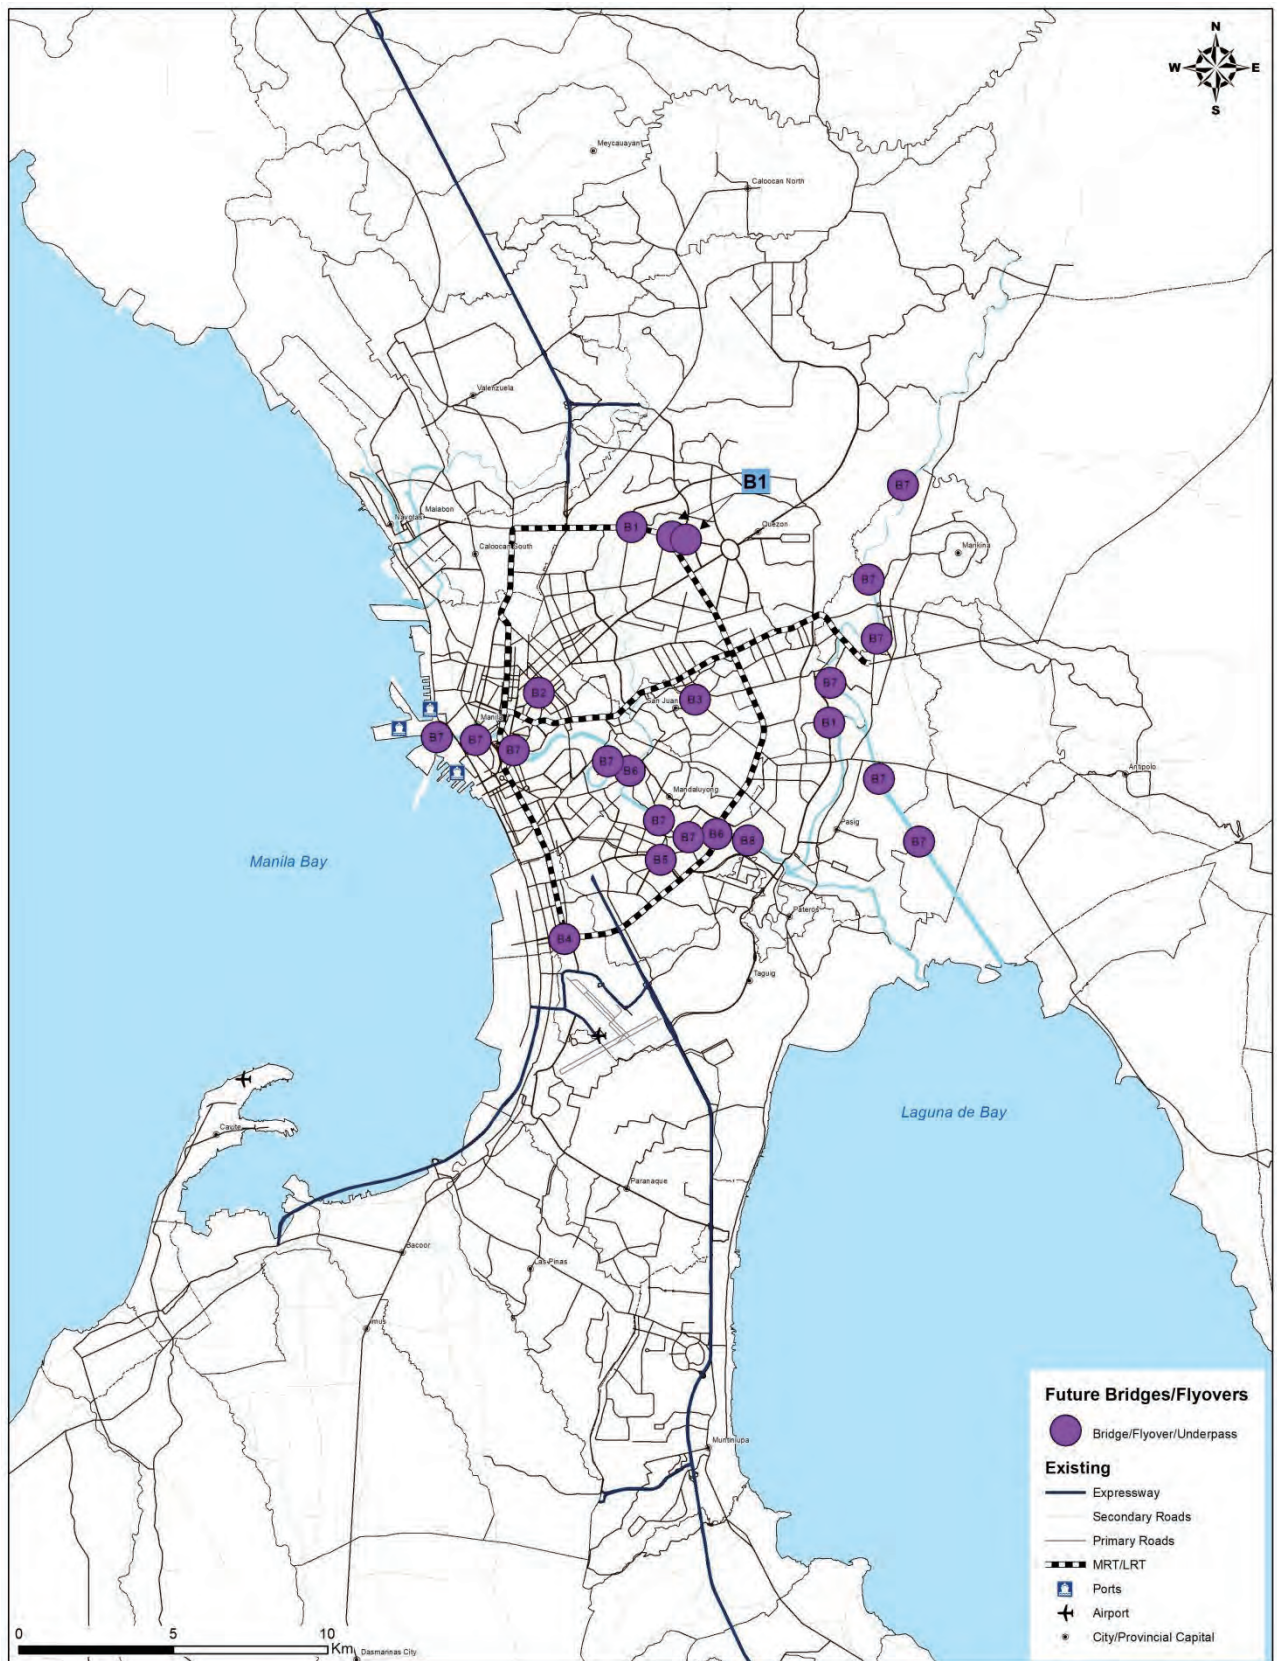 N
W E
S
Meycauayan
Caloocan North
Valenzuela
B1
B7
Malabon
Navotas
B1
Quezon
Caloocan South
Marikina
B7
B7
B7
B2
San Juan
B3
Manila
B1
B7
B7
B7
B7
B6
Antipolo
B7
Mandaluyong
B7
Pasig
B7
B6
B8
B7
B5
Manila Bay
Pateros
B4
Taguig
Laguna de Bay
Cavite
Paranaque
Bacoor
Las Pinas
Imus
Muntinlupa
Future Bridges/Flyovers
Bridge/Flyover/Underpass
Existing
Expressway
Secondary Roads
Primary Roads
MRT/LRT
Ports
Airport
City/Provincial Capital
0 5 10
Km
Dasmarinas City